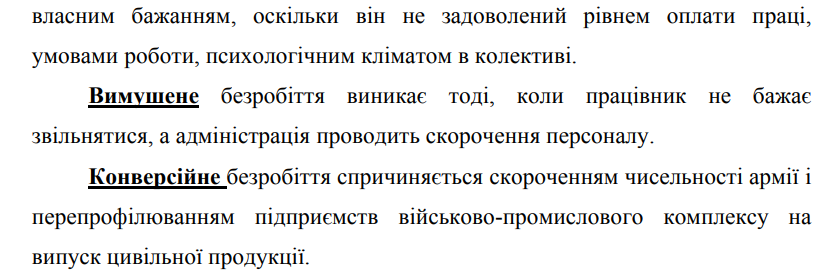 власним бажанням, оскільки він не задоволений рівнем оплати праці,
умовами роботи, психологічним кліматом в колективі.
Вимушене безробіття виникає тоді, коли працівник не бажає
звільнятися, а адміністрація проводить скорочення персоналу.
Конверсійне безробіття спричиняється скороченням чисельності армії і
перепрофілюванням підприємств військово-промислового комплексу на
випуск цивільної продукції.